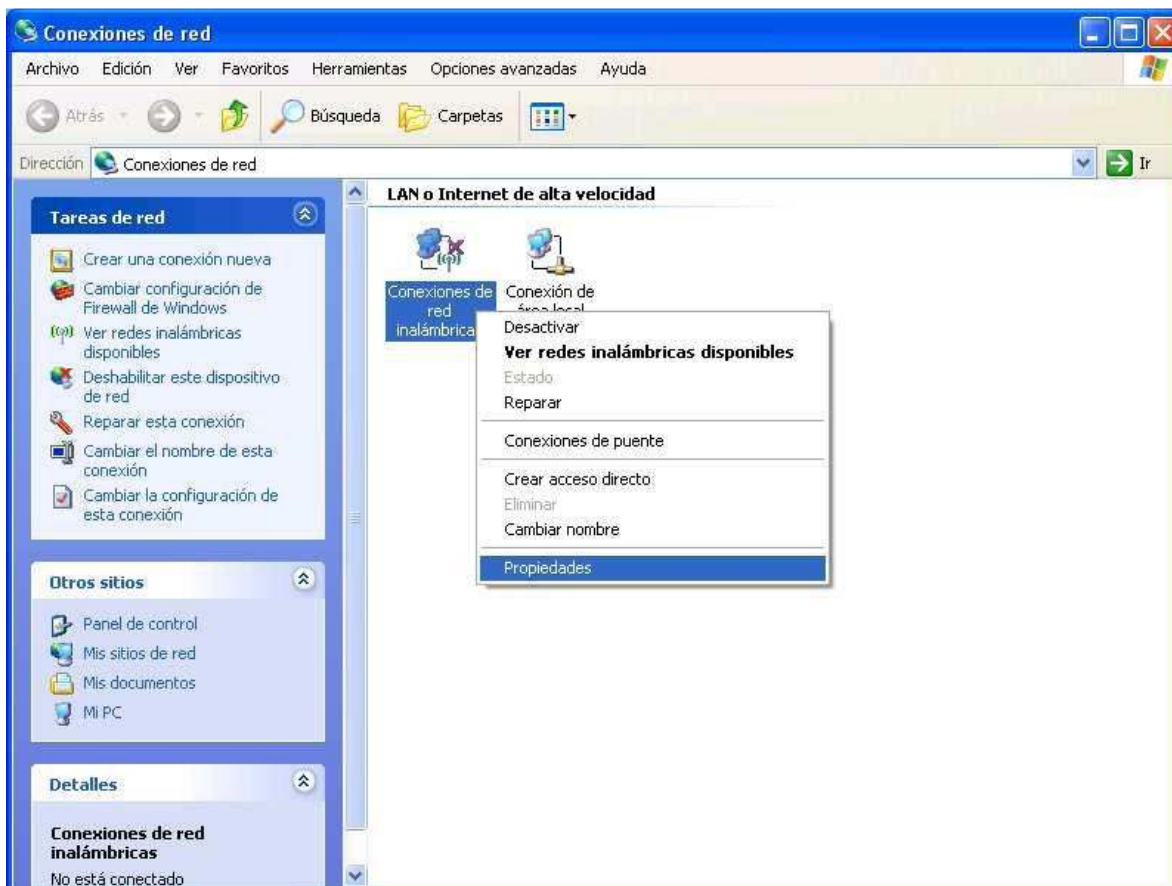 Conexiones de red
Archivo Edición Ver Favoritos Herramientas Opciones avanzadas Ayuda
Atrás Búsqueda Carpetas
Dirección Conexiones de red Ir
Tareas de red
Crear una conexión nueva
Cambiar configuración de
Firewall de Windows
Ver redes inalámbricas
disponibles
Deshabilitar este dispositivo
de red
Reparar esta conexión
Cambiar el nombre de esta
conexión
Cambiar la configuración de
esta conexión
Otros sitios
Panel de control
Mis sitios de red
Mis documentos
Mi PC
Detalles
Conexiones de red
inalámbricas
No está conectado
LAN o Internet de alta velocidad
Conexiones de
red
inalámbrica
Conexión de
área local
Desactivar
Ver redes inalámbricas disponibles
Estado
Reparar
Conexiones de puente
Crear acceso directo
Eliminar
Cambiar nombre
Propiedades